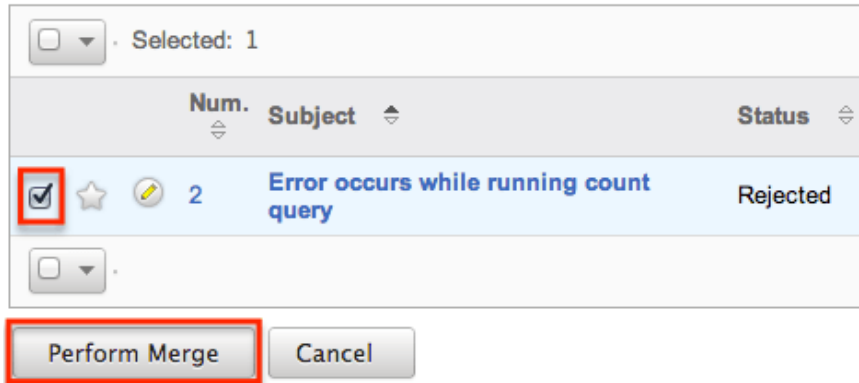 Selected: 1
Num. Subject Status
2 Error occurs while running count Rejected
query
Perform Merge Cancel